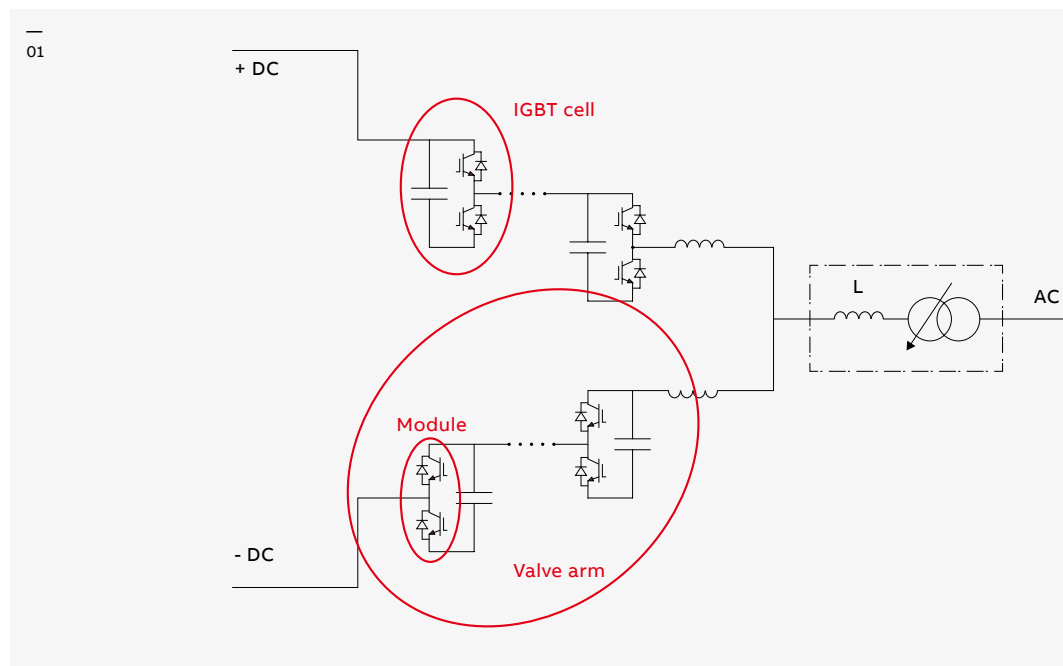 01
+ DC
IGBT cell
L
AC
Module
- DC
Valve arm